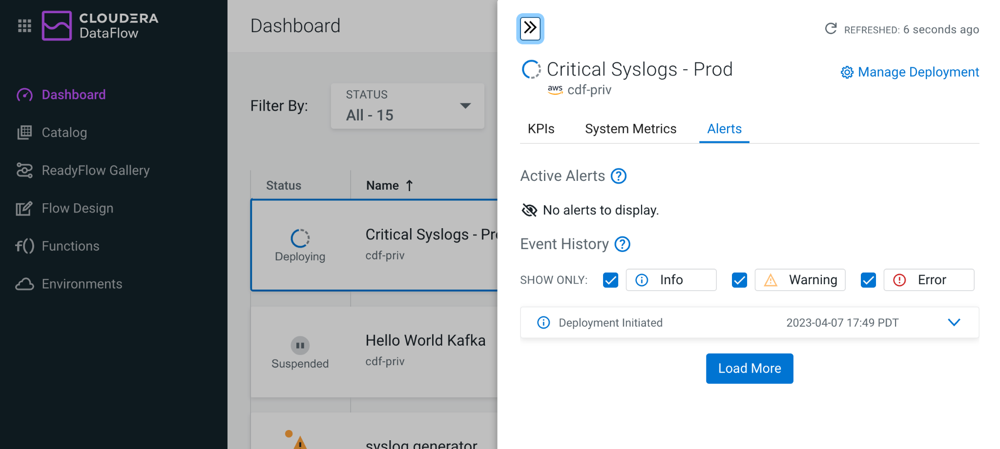 CLOUDERA
DataFlow
Dashboard
Catalog
ReadyFlow Gallery
Flow Design
f() Functions
Environments
Dashboard
Filter By:
STATUS
All - 15
Status
Name ↑
Deploying
Critical Syslogs - Pro
cdf-priv
Suspended
Hello World Kafka
cdf-priv
syslog generator
REFRESHED: 6 seconds ago
Critical Syslogs - Prod
aws cdf-priv
Manage Deployment
KPIs
System Metrics
Alerts
Active Alerts ?
No alerts to display.
Event History ?
SHOW ONLY:
Info
Warning
Error
Deployment Initiated
2023-04-07 17:49 PDT
Load More